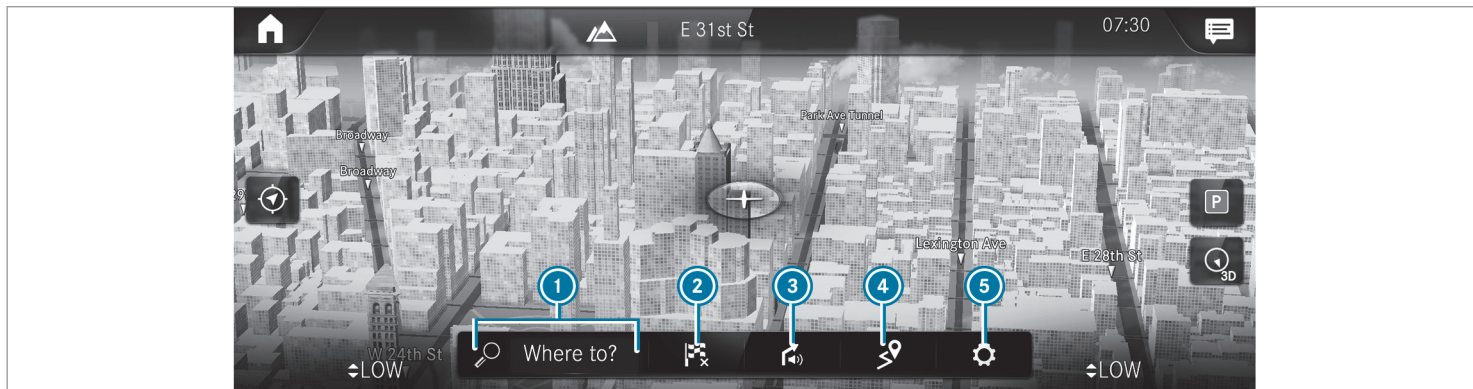 E 31st St
07:30
Broadway
Park Ave Tunnel
Broadway
29
P
Lexington Ave
E 28th St
3D
1
2
3
4
5
Where to?
W 24th St
LOW
LOW